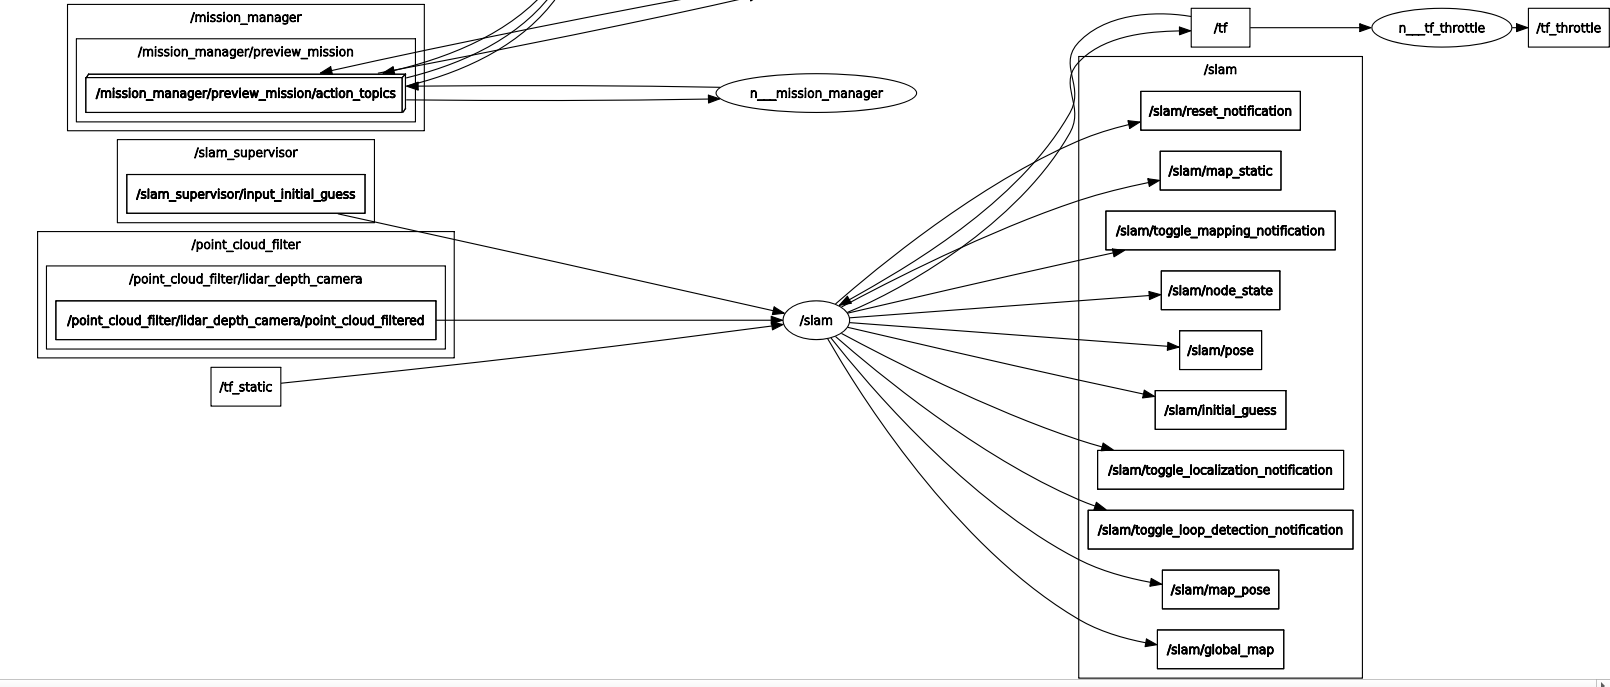 /mission_manager
/mission_manager/preview_mission
/mission_manager/preview_mission/action_topics
n___mission_manager
/slam_supervisor
/slam_supervisor/input_initial_guess
/point_cloud_filter
/point_cloud_filter/lidar_depth_camera
/point_cloud_filter/lidar_depth_camera/point_cloud_filtered
/tf_static
/slam
/tf
n___tf_throttle
/tf_throttle
/slam
/slam/reset_notification
/slam/map_static
/slam/toggle_mapping_notification
/slam/node_state
/slam/pose
/slam/initial_guess
/slam/toggle_localization_notification
/slam/toggle_loop_detection_notification
/slam/map_pose
/slam/global_map